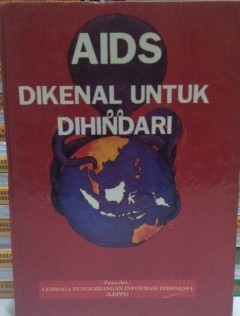 AIDS
DIKENAL UNTUK
DIHINDARI
Penerbit :
LEMBAGA PENGEMBANGAN INFORMASI INDONESIA
(LEPIN)